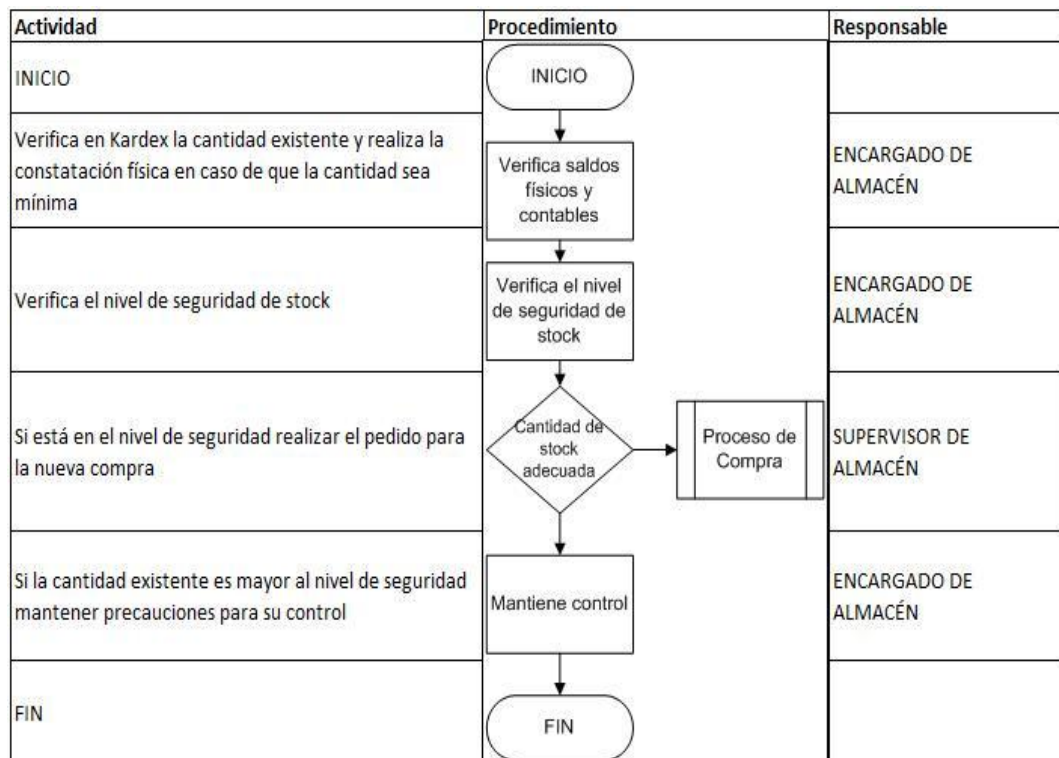 Actividad
Procedimiento
Responsable
INICIO
INICIO
Verifica en Kardex la cantidad existente y realiza la
constatación física en caso de que la cantidad sea
mínima
Verifica saldos
físicos y
contables
ENCARGADO DE
ALMACÉN
Verifica el nivel de seguridad de stock
Verifica el nivel
de seguridad de
stock
ENCARGADO DE
ALMACÉN
Si está en el nivel de seguridad realizar el pedido para
la nueva compra
Cantidad de
stock
adecuada
Proceso de
Compra
SUPERVISOR DE
ALMACÉN
Si la cantidad existente es mayor al nivel de seguridad
mantener precauciones para su control
Mantiene control
ENCARGADO DE
ALMACÉN
FIN
FIN